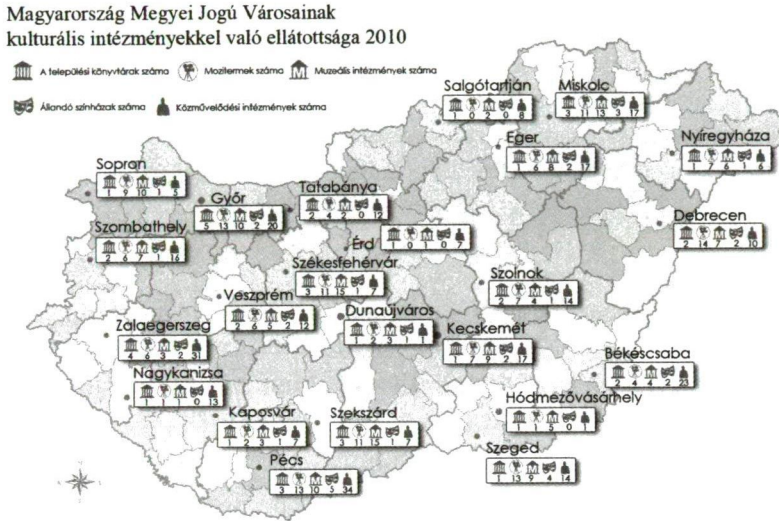 Magyarország Megyei Jogú Városainak
kulturális intézményekkel való ellátottsága 2010
A települési könyvtárak száma Mozitermek száma Muzeális intézmények száma
Állandó színházak száma Közművelődési intézmények száma
Salgótartján
1 0 2 0 8
Miskolc
3 11 13 3 17
Eger
1 6 8 2 17
Nyíregyháza
1 7 6 1 6
Sopron
1 9 10 1
Győr
5 13 10 2 20
Tatabánya
2 4 2 0 12
Debrecen
2 14 7 2 10
Szombathely
2 6 7 1 16
Érd
1 0 1 0 7
Székesfehérvár
3 11 15 1 7
Szolnok
2 7 4 1 14
Veszprém
2 6 5 2 12
Dunaújváros
1 2 3 1 1
Kecskemét
1 7 9 2 17
Zalaegerszeg
4 6 3 2 31
Békéscsaba
2 4 4 2 23
Nagykanizsa
1 1 1 0 13
Hódmezővásárhely
1 1 5 0 1
Kaposvár
1 2 3 1 7
Szekszárd
3 11 15 1 7
Szeged
1 13 9 4 14
Pécs
3 13 10 5 34